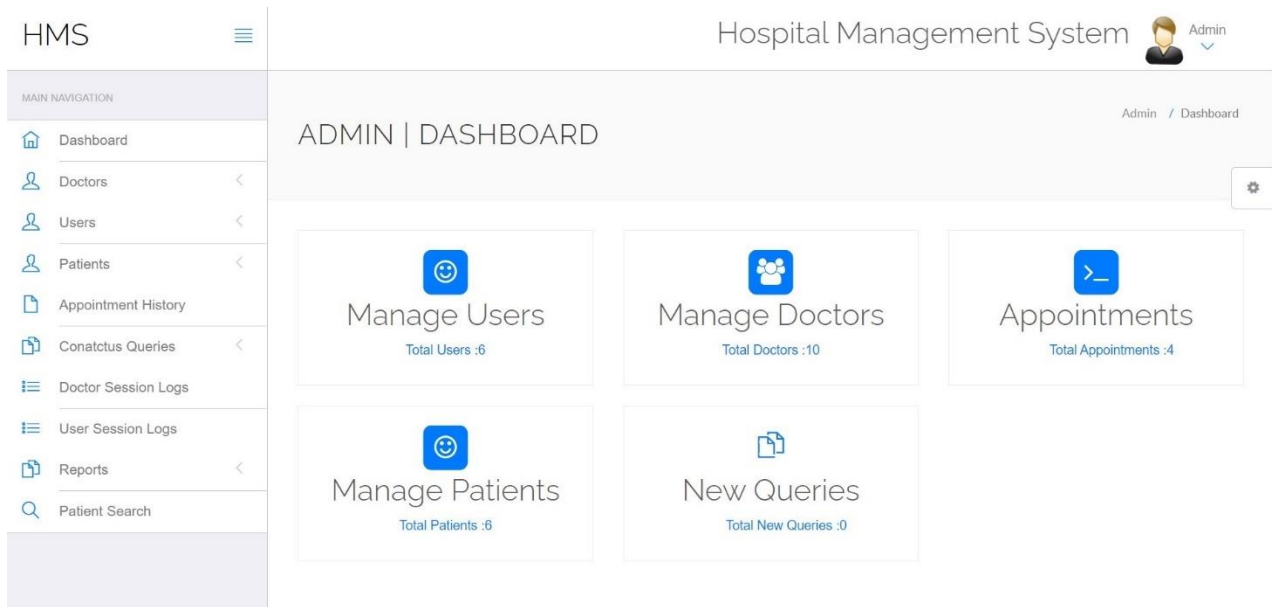 HMS
Hospital Management System
Admin
MAIN NAVIGATION
Dashboard
Doctors
Users
Patients
Appointment History
Conatctus Queries
Doctor Session Logs
User Session Logs
Reports
Patient Search
ADMIN | DASHBOARD
Admin / Dashboard
Manage Users
Total Users :6
Manage Doctors
Total Doctors :10
Appointments
Total Appointments :4
Manage Patients
Total Patients :6
New Queries
Total New Queries :0